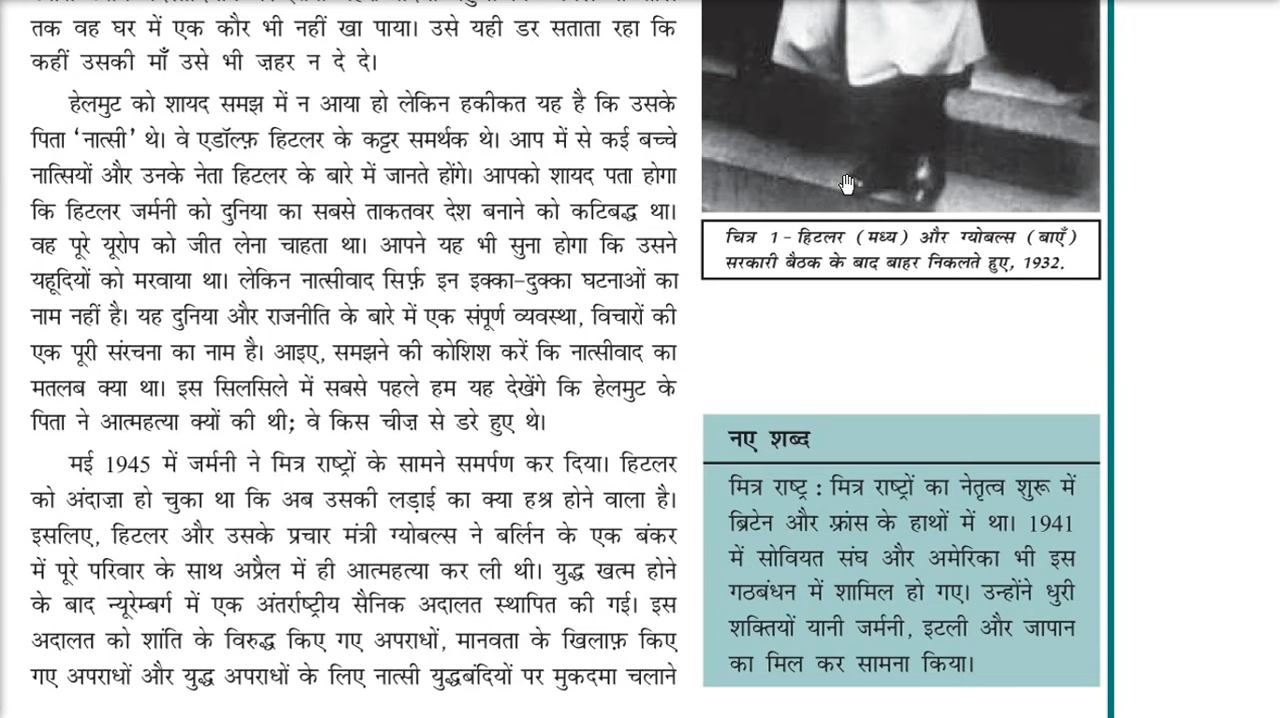 तक वह घर में एक कौर भी नहीं खा पाया। उसे यही डर सताता रहा कि
कहीं उसकी माँ उसे भी ज़हर न दे दे।
हेलमुट को शायद समझ में न आया हो लेकिन हकीकत यह है कि उसके
पिता ‘नात्सी’ थे। वे एडॉल्फ़ हिटलर के कट्टर समर्थक थे। आप में से कई बच्चे
नात्सियों और उनके नेता हिटलर के बारे में जानते होंगे। आपको शायद पता होगा
कि हिटलर जर्मनी को दुनिया का सबसे ताकतवर देश बनाने को कटिबद्ध था।
वह पूरे यूरोप को जीत लेना चाहता था। आपने यह भी सुना होगा कि उसने
यहूदियों को मरवाया था। लेकिन नात्सीवाद सिर्फ़ इन इक्का-दुक्का घटनाओं का
नाम नहीं है। यह दुनिया और राजनीति के बारे में एक संपूर्ण व्यवस्था, विचारों की
एक पूरी संरचना का नाम है। आइए, समझने की कोशिश करें कि नात्सीवाद का
मतलब क्या था। इस सिलसिले में सबसे पहले हम यह देखेंगे कि हेलमुट के
पिता ने आत्महत्या क्यों की थी; वे किस चीज़ से डरे हुए थे।
मई 1945 में जर्मनी ने मित्र राष्ट्रों के सामने समर्पण कर दिया। हिटलर
को अंदाज़ा हो चुका था कि अब उसकी लड़ाई का क्या हश्र होने वाला है।
इसलिए, हिटलर और उसके प्रचार मंत्री ग्योबल्स ने बर्लिन के एक बंकर
में पूरे परिवार के साथ अप्रैल में ही आत्महत्या कर ली थी। युद्ध खत्म होने
के बाद न्यूरेम्बर्ग में एक अंतर्राष्ट्रीय सैनिक अदालत स्थापित की गई। इस
अदालत को शांति के विरुद्ध किए गए अपराधों, मानवता के खिलाफ़ किए
गए अपराधों और युद्ध अपराधों के लिए नात्सी युद्धबंदियों पर मुकदमा चलाने
चित्र 1 - हिटलर (मध्य) और ग्योबल्स (बाएँ)
सरकारी बैठक के बाद बाहर निकलते हुए, 1932.
नए शब्द
मित्र राष्ट्र : मित्र राष्ट्रों का नेतृत्व शुरू में
ब्रिटेन और फ़्रांस के हाथों में था। 1941
में सोवियत संघ और अमेरिका भी इस
गठबंधन में शामिल हो गए। उन्होंने धुरी
शक्तियों यानी जर्मनी, इटली और जापान
का मिल कर सामना किया।